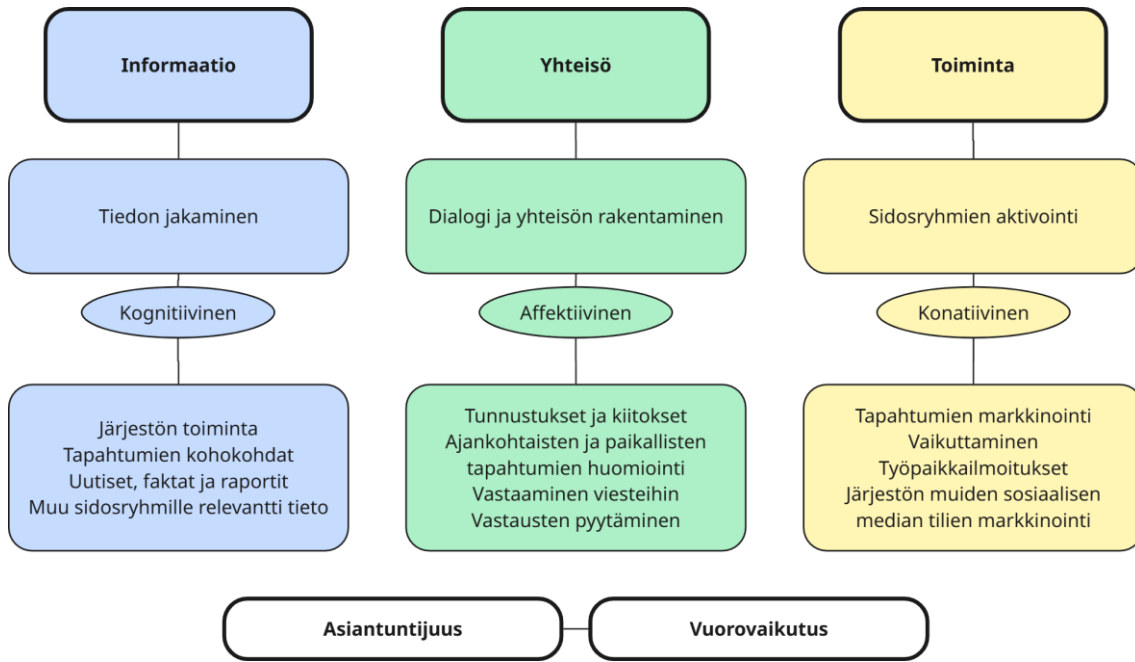 Informaatio
Tiedon jakaminen
Kognitiivinen
Järjestön toiminta
Tapahtumien kohokohdat
Uutiset, faktat ja raportit
Muu sidosryhmille relevantti tieto
Yhteisö
Dialogi ja yhteisön rakentaminen
Affektiivinen
Tunnustukset ja kiitokset
Ajankohtaisten ja paikallisten
tapahtumien huomiointi
Vastaaminen viesteihin
Vastausten pyytäminen
Toiminta
Sidosryhmien aktivointi
Konatiivinen
Tapahtumien markkinointi
Vaikuttaminen
Työpaikkailmoitukset
Järjestön muiden sosiaalisen
median tilien markkinointi
Asiantuntijuus
Vuorovaikutus